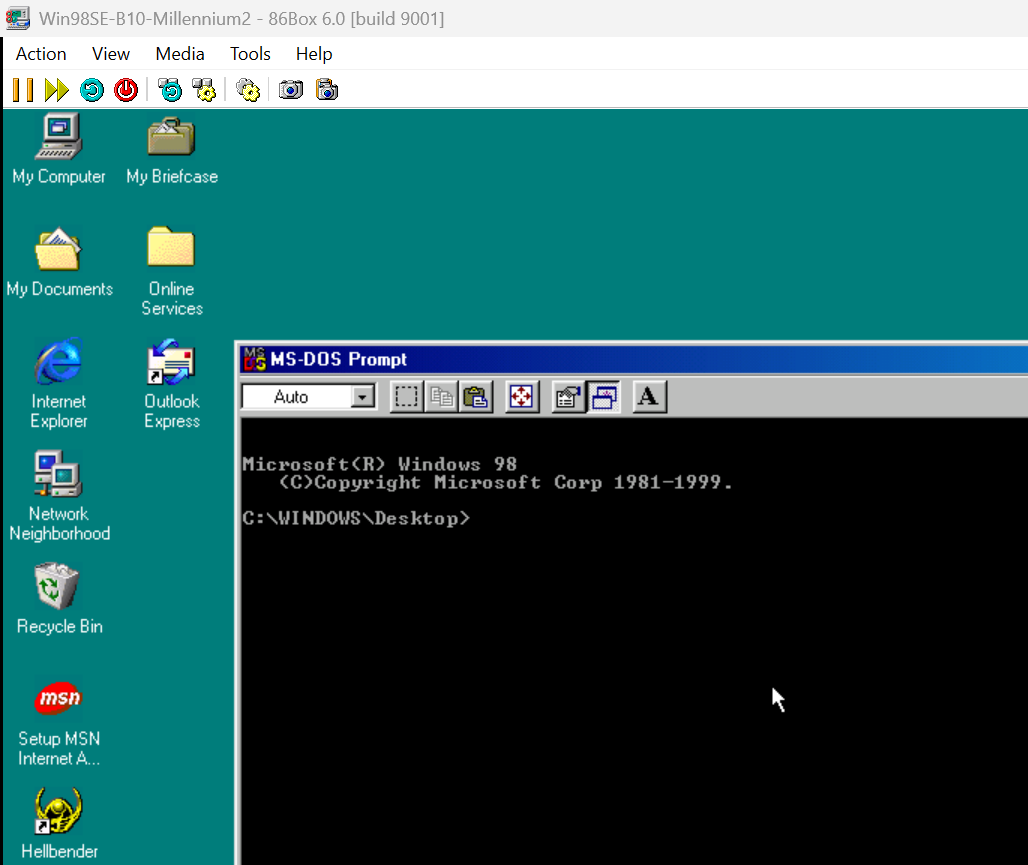 Win98SE-B10-Millennium2 - 86Box 6.0 [build 9001]
Action View Media Tools Help
My Computer
My Briefcase
My Documents
Online
Services
Internet
Explorer
Outlook
Express
Network
Neighborhood
Recycle Bin
msn
Setup MSN
Internet A...
Hellbender
MS
DOS
MS-DOS Prompt
Auto
A
Microsoft(R) Windows 98
(C)Copyright Microsoft Corp 1981-1999.
C:\WINDOWS\Desktop>